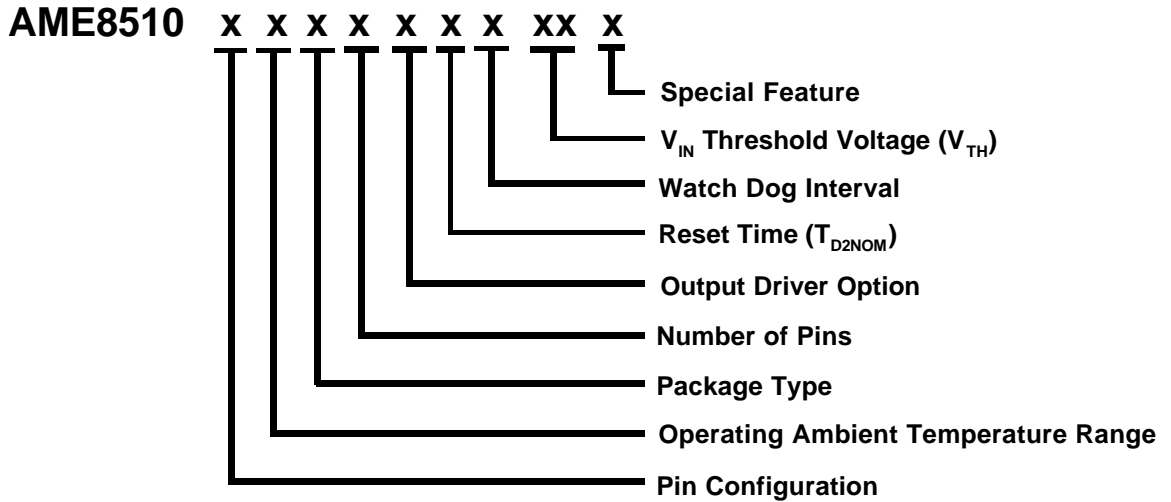 AME8510 x x x x x x x xx x
Special Feature
V_IN Threshold Voltage (V_TH)
Watch Dog Interval
Reset Time (T_D2NOM)
Output Driver Option
Number of Pins
Package Type
Operating Ambient Temperature Range
Pin Configuration